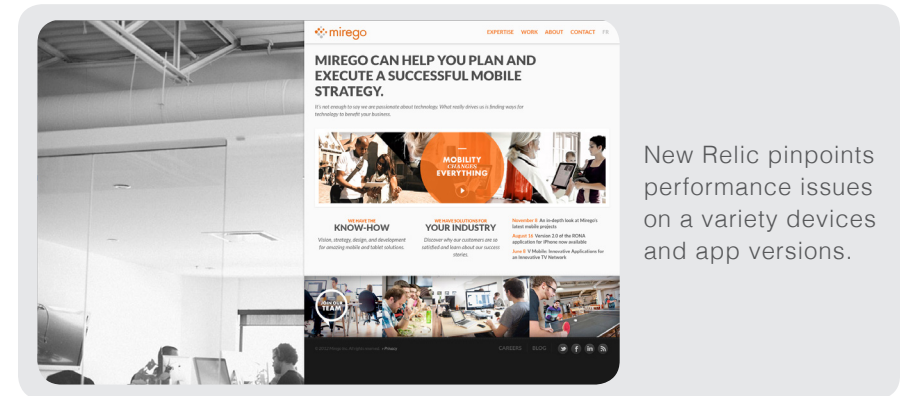 mirego
EXPERTISE WORK ABOUT CONTACT FR
MIREGO CAN HELP YOU PLAN AND
EXECUTE A SUCCESSFUL MOBILE
STRATEGY.
It's not enough to say we are passionate about technology. What really drives us is finding ways for
technology to benefit your business.
MOBILITY
CHANGES
EVERYTHING
WE HAVE THE
KNOW-HOW
Vision, strategy, design, and development
for amazing mobile and tablet solutions.
WE HAVE SOLUTIONS FOR
YOUR INDUSTRY
Discover why our customers are so
satisfied and learn about our success
stories.
November 8 An in-depth look at Mirego's
latest mobile projects
August 16 Version 2.0 of the RONA
application for iPhone now available
June 8 V Mobile: Innovative Applications for
an Innovative TV Network
JOIN OUR
TEAM
All rights reserved. Privacy
CAREERS BLOG
New Relic pinpoints
performance issues
on a variety devices
and app versions.